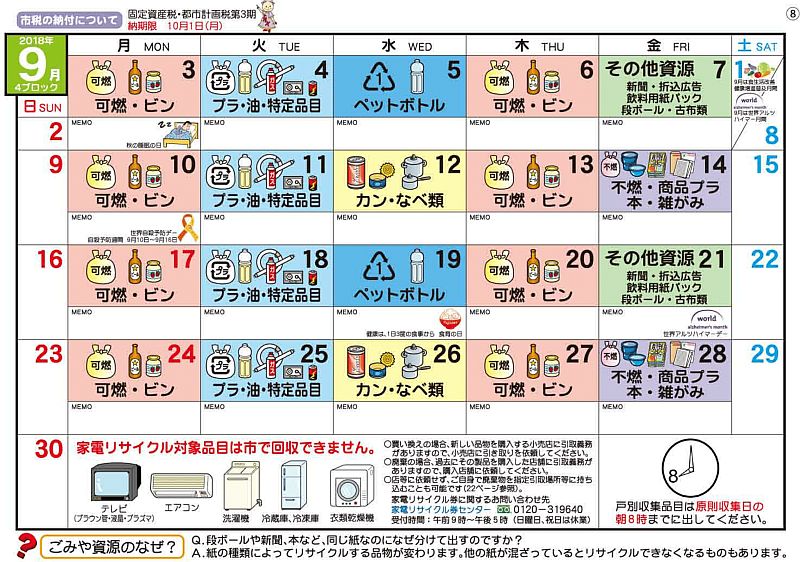 市税の納付について
固定資産税・都市計画税第3期
納期限 10月1日(月)
⑧
2018年
9月
4ブロック
日 SUN
月 MON
火 TUE
水 WED
木 THU
金 FRI
土 SAT
可燃 3
可燃・ビン
プラ 4
プラ・油・特定品目
1 5
ペットボトル
可燃 6
可燃・ビン
その他資源 7
新聞・折込広告
飲料用紙パック
段ボール・古布類
1
9月は食生活改善
健康増進普及月間
world
alzheimer's month
9月は世界アルツ
ハイマー月間
8
2
MEMO
秋の睡眠の日
MEMO
MEMO
MEMO
MEMO
9
可燃 10
可燃・ビン
プラ 11
プラ・油・特定品目
12
カン・なべ類
可燃 13
可燃・ビン
不燃 14
不燃・商品プラ
本・雑がみ
15
MEMO
世界自殺予防デー
自殺予防週間 9月10日~9月16日
MEMO
MEMO
MEMO
MEMO
16
可燃 17
可燃・ビン
プラ 18
プラ・油・特定品目
1 19
ペットボトル
可燃 20
可燃・ビン
その他資源 21
新聞・折込広告
飲料用紙パック
段ボール・古布類
22
MEMO
MEMO
MEMO
健康は、1日3度の食事から 食育の日
MEMO
MEMO
world
alzheimer's month
世界アルツハイマーデー
23
可燃 24
可燃・ビン
プラ 25
プラ・油・特定品目
26
カン・なべ類
可燃 27
可燃・ビン
不燃 28
不燃・商品プラ
本・雑がみ
29
MEMO
MEMO
MEMO
MEMO
MEMO
30
家電リサイクル対象品目は市で回収できません。
テレビ
(ブラウン管・液晶・プラズマ)
エアコン
洗濯機
冷蔵庫、冷凍庫
衣類乾燥機
○買い換えの場合、新しい品物を購入する小売店に引取義務
がありますので、小売店に引き取りを依頼してください。
○廃棄の場合、過去にその製品を購入した店舗に引取義務が
ありますので、購入店舗に依頼してください。
○店等に依頼せず、ご自身で廃棄物を指定引取場所等に持ち
込むことも可能です(22ページ参照)。
家電リサイクル券に関するお問い合わせ先
家電リサイクル券センター 0120-319640
受付時間:午前9時~午後5時(日曜日、祝日は休業)
8
戸別収集品目は原則収集日の
朝8時までに出してください。
?
ごみや資源のなぜ?
Q.段ボールや新聞、本など、同じ紙なのになぜ分けて出すのですか?
A.紙の種類によってリサイクルする品物が変わります。他の紙が混ざっているとリサイクルできなくなるものもあります。